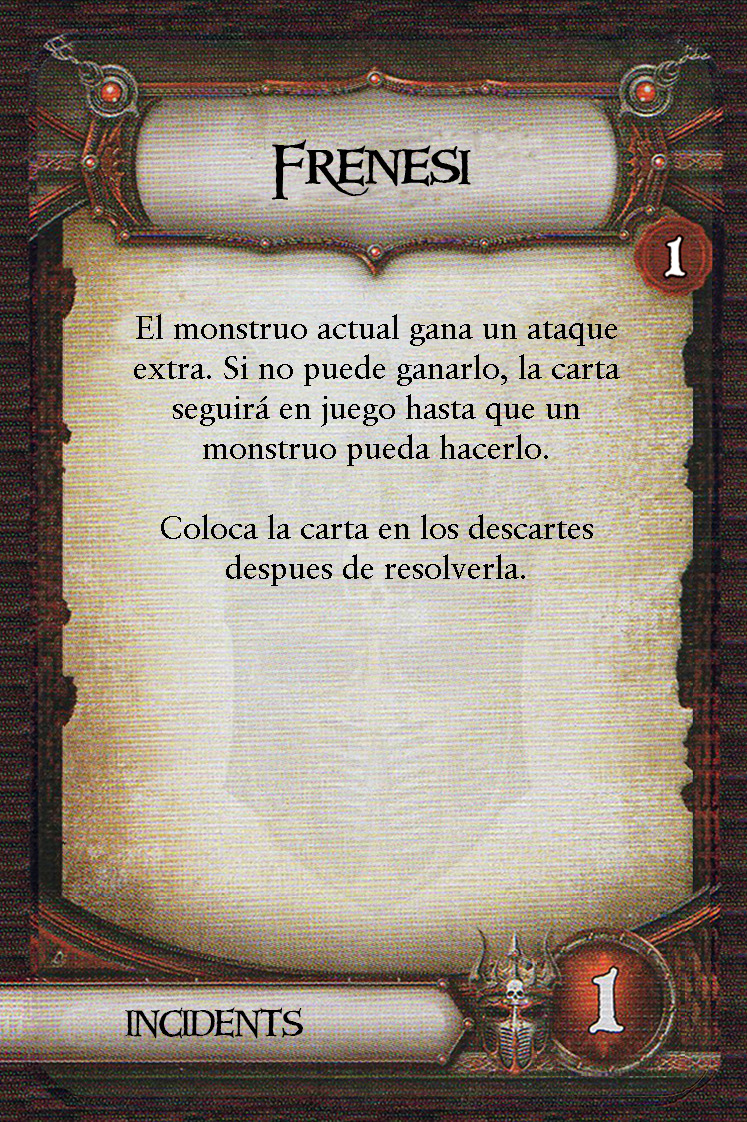 FRENESI
1
El monstruo actual gana un ataque
extra. Si no puede ganarlo, la carta
seguirá en juego hasta que un
monstruo pueda hacerlo.
Coloca la carta en los descartes
despues de resolverla.
INCIDENTS
1